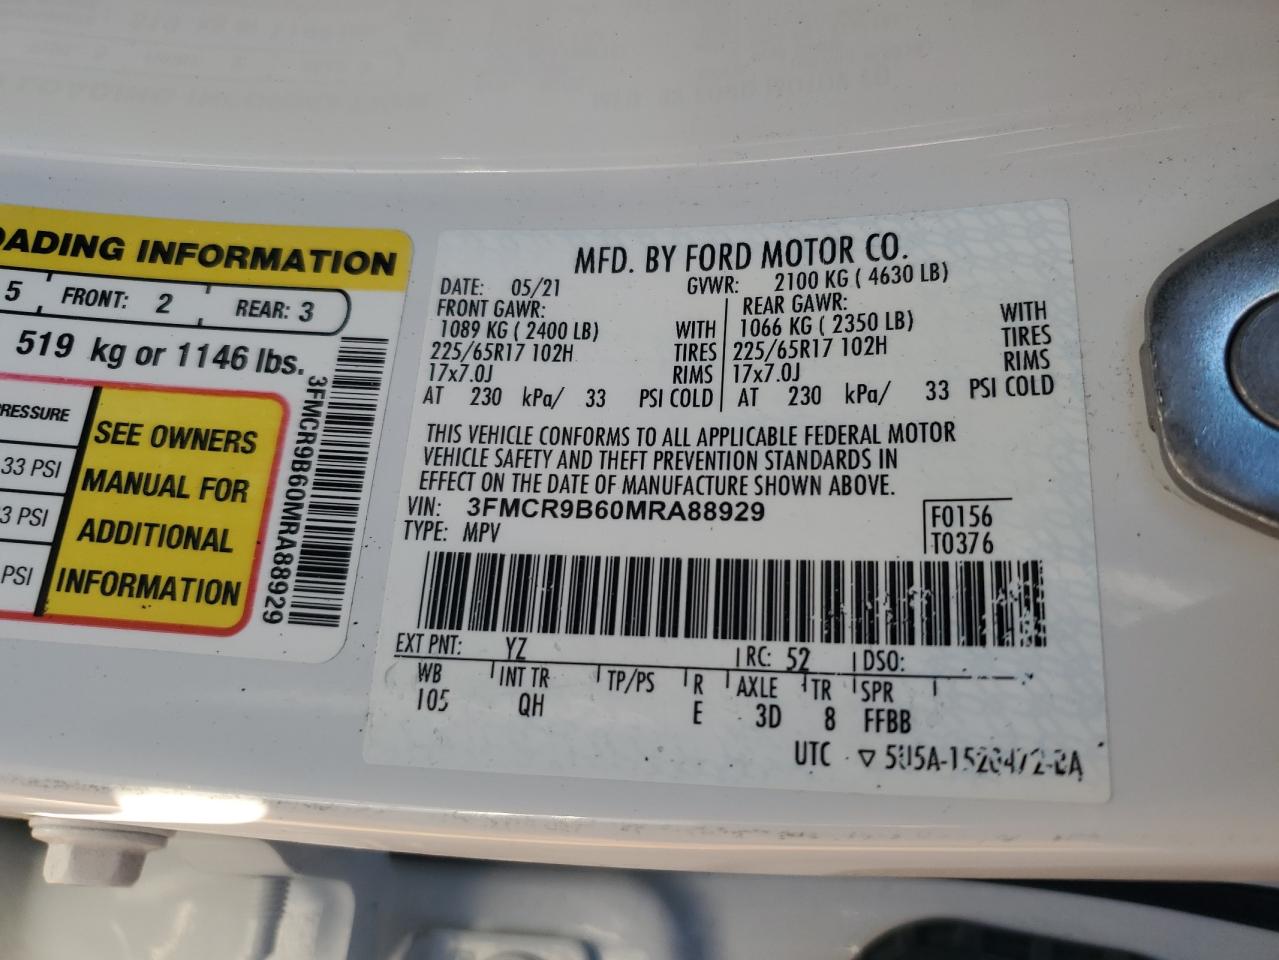 OADING INFORMATION
5 FRONT: 2 REAR: 3
519 kg or 1146 lbs.
PRESSURE
33 PSI
3 PSI
PSI
SEE OWNERS
MANUAL FOR
ADDITIONAL
INFORMATION
3FMCR9B60MRA88929
MFD. BY FORD MOTOR CO.
DATE: 05/21 GVWR: 2100 KG ( 4630 LB)
FRONT GAWR: REAR GAWR:
1089 KG ( 2400 LB) WITH 1066 KG ( 2350 LB) WITH
225/65R17 102H TIRES 225/65R17 102H TIRES
17x7.0J RIMS 17x7.0J RIMS
AT 230 kPa/ 33 PSI COLD AT 230 kPa/ 33 PSI COLD
THIS VEHICLE CONFORMS TO ALL APPLICABLE FEDERAL MOTOR
VEHICLE SAFETY AND THEFT PREVENTION STANDARDS IN
EFFECT ON THE DATE OF MANUFACTURE SHOWN ABOVE.
VIN: 3FMCR9B60MRA88929
TYPE: MPV
F0156
T0376
EXT PNT: YZ RC: 52 DSO:
WB INT TR TP/PS R AXLE TR SPR
105 QH E 3D 8 FFBB
UTC